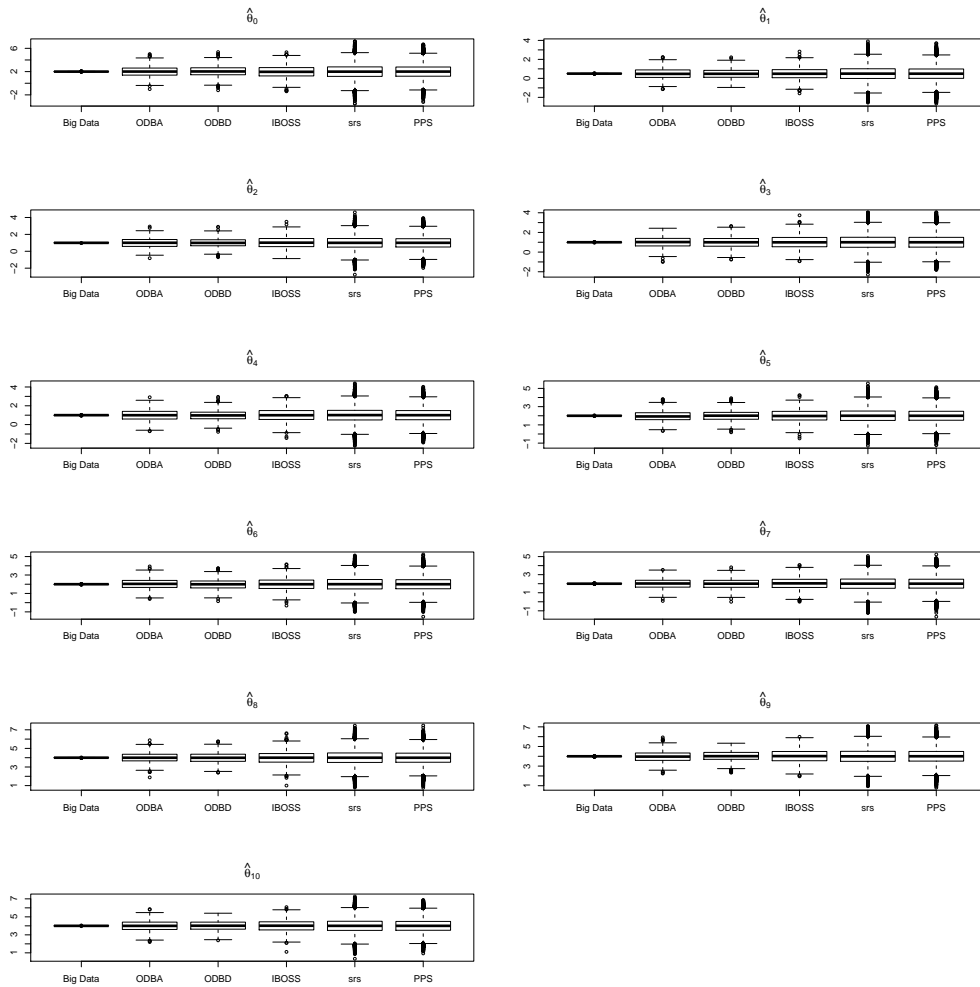 θ̂₀
6
4
2
−2
Big Data ODBA ODBD IBOSS srs PPS
θ̂₁
4
2
0
−2
Big Data ODBA ODBD IBOSS srs PPS
θ̂₂
4
2
0
−2
Big Data ODBA ODBD IBOSS srs PPS
θ̂₃
4
2
0
−2
Big Data ODBA ODBD IBOSS srs PPS
θ̂₄
4
2
0
−2
Big Data ODBA ODBD IBOSS srs PPS
θ̂₅
5
3
1
−1
Big Data ODBA ODBD IBOSS srs PPS
θ̂₆
5
3
1
−1
Big Data ODBA ODBD IBOSS srs PPS
θ̂₇
5
3
1
−1
Big Data ODBA ODBD IBOSS srs PPS
θ̂₈
7
5
3
1
Big Data ODBA ODBD IBOSS srs PPS
θ̂₉
7
5
3
1
Big Data ODBA ODBD IBOSS srs PPS
θ̂₁₀
7
5
3
1
Big Data ODBA ODBD IBOSS srs PPS